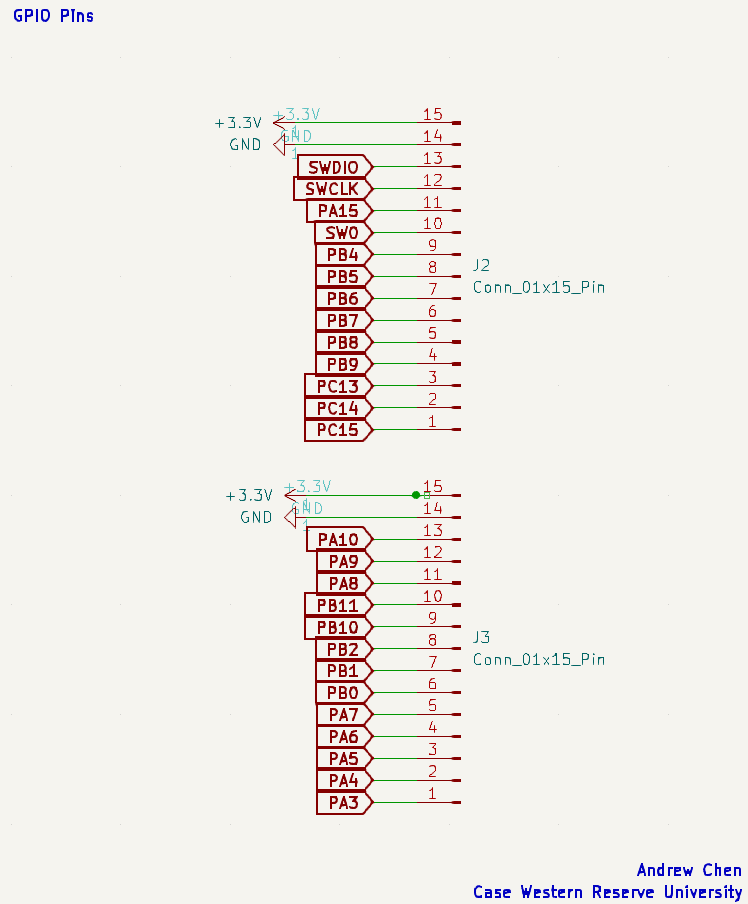 GPIO PIns
+3.3V +3.3V 15
1
GND GND 14
1
SWDIO 13
SWCLK 12
PA15 11
SWO 10
PB4 9
J2
PB5 8
Conn_01x15_Pin
PB6 7
PB7 6
PB8 5
PB9 4
PC13 3
PC14 2
PC15 1
+3.3V +3.3V 15
1
GND GND 14
1
PA10 13
PA9 12
PA8 11
PB11 10
PB10 9
J3
PB2 8
Conn_01x15_Pin
PB1 7
PB0 6
PA7 5
PA6 4
PA5 3
PA4 2
PA3 1
Andrew Chen
Case Western Reserve University